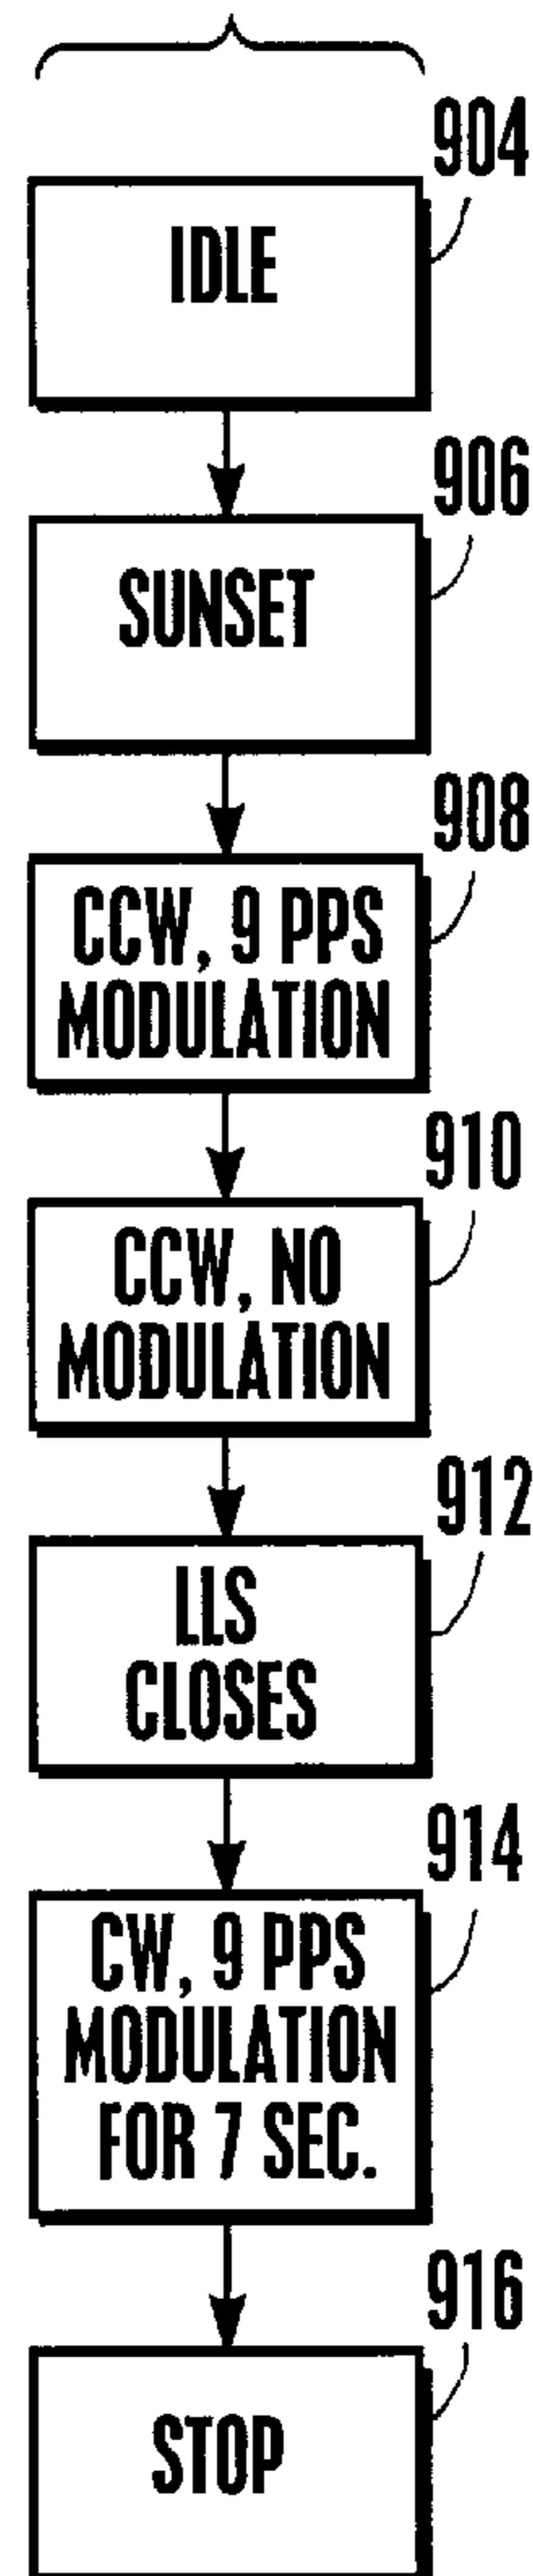 904
IDLE
906
SUNSET
908
CCW, 9 PPS
MODULATION
910
CCW, NO
MODULATION
912
LLS
CLOSES
914
CW, 9 PPS
MODULATION
FOR 7 SEC.
916
STOP